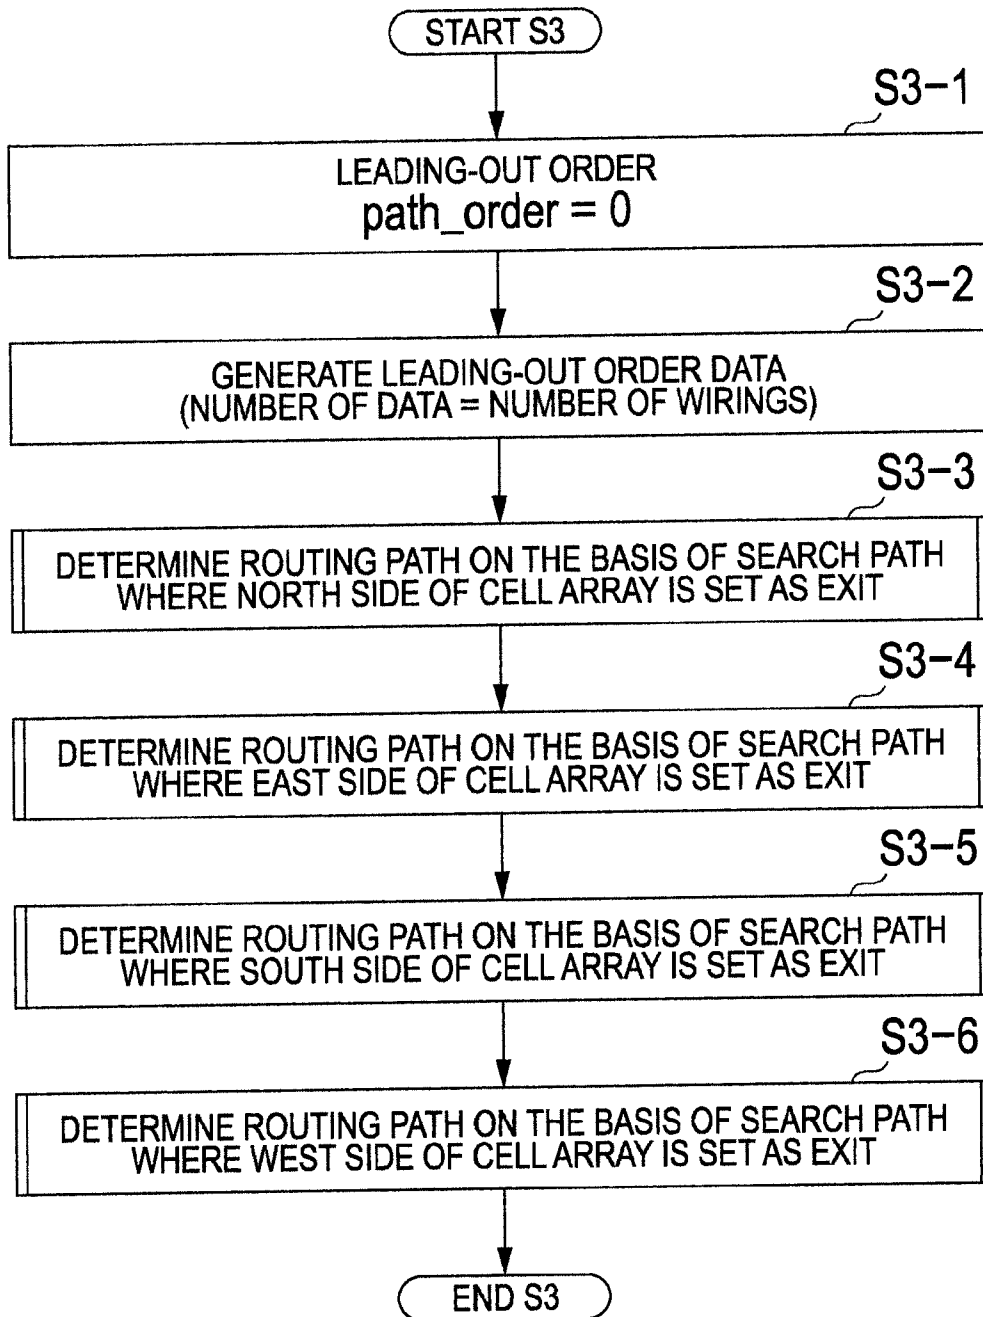 START S3
S3-1
LEADING-OUT ORDER
path_order = 0
S3-2
GENERATE LEADING-OUT ORDER DATA
(NUMBER OF DATA = NUMBER OF WIRINGS)
S3-3
DETERMINE ROUTING PATH ON THE BASIS OF SEARCH PATH
WHERE NORTH SIDE OF CELL ARRAY IS SET AS EXIT
S3-4
DETERMINE ROUTING PATH ON THE BASIS OF SEARCH PATH
WHERE EAST SIDE OF CELL ARRAY IS SET AS EXIT
S3-5
DETERMINE ROUTING PATH ON THE BASIS OF SEARCH PATH
WHERE SOUTH SIDE OF CELL ARRAY IS SET AS EXIT
S3-6
DETERMINE ROUTING PATH ON THE BASIS OF SEARCH PATH
WHERE WEST SIDE OF CELL ARRAY IS SET AS EXIT
END S3